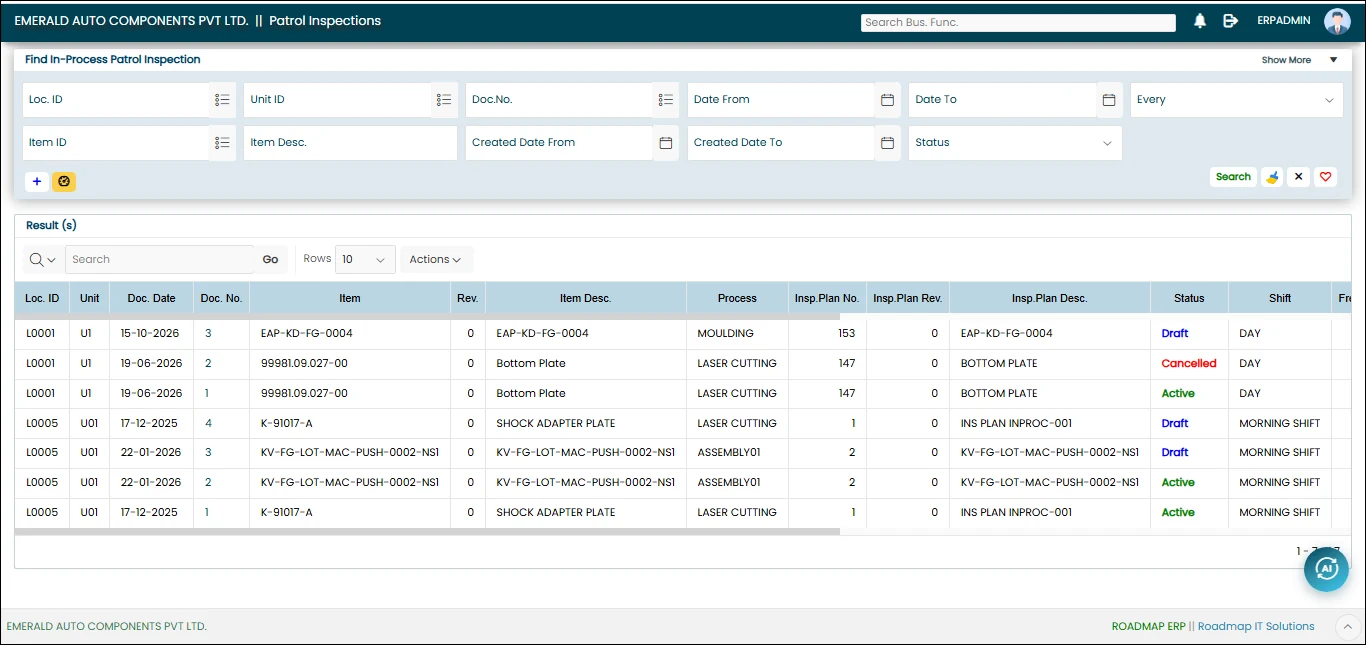 EMERALD AUTO COMPONENTS PVT LTD. || Patrol Inspections Search Bus. Func. ERPADMIN
Find In-Process Patrol Inspection Show More
Loc. ID Unit ID Doc.No. Date From Date To Every
Item ID Item Desc. Created Date From Created Date To Status
+ Search
Result (s)
Search Go Rows 10 Actions
Loc. ID Unit Doc. Date Doc. No. Item Rev. Item Desc. Process Insp.Plan No. Insp.Plan Rev. Insp.Plan Desc. Status Shift
L0001 U1 15-10-2026 3 EAP-KD-FG-0004 0 EAP-KD-FG-0004 MOULDING 153 0 EAP-KD-FG-0004 Draft DAY
L0001 U1 19-06-2026 2 99981.09.027-00 0 Bottom Plate LASER CUTTING 147 0 BOTTOM PLATE Cancelled DAY
L0001 U1 19-06-2026 1 99981.09.027-00 0 Bottom Plate LASER CUTTING 147 0 BOTTOM PLATE Active DAY
L0005 U01 17-12-2025 4 K-91017-A 0 SHOCK ADAPTER PLATE LASER CUTTING 1 0 INS PLAN INPROC-001 Draft MORNING SHIFT
L0005 U01 22-01-2026 3 KV-FG-LOT-MAC-PUSH-0002-NS1 0 KV-FG-LOT-MAC-PUSH-0002-NS1 ASSEMBLY01 2 0 KV-FG-LOT-MAC-PUSH-0002-NS1 Draft MORNING SHIFT
L0005 U01 22-01-2026 2 KV-FG-LOT-MAC-PUSH-0002-NS1 0 KV-FG-LOT-MAC-PUSH-0002-NS1 ASSEMBLY01 2 0 KV-FG-LOT-MAC-PUSH-0002-NS1 Active MORNING SHIFT
L0005 U01 17-12-2025 1 K-91017-A 0 SHOCK ADAPTER PLATE LASER CUTTING 1 0 INS PLAN INPROC-001 Active MORNING SHIFT
1 - 7
AI
EMERALD AUTO COMPONENTS PVT LTD. ROADMAP ERP || Roadmap IT Solutions